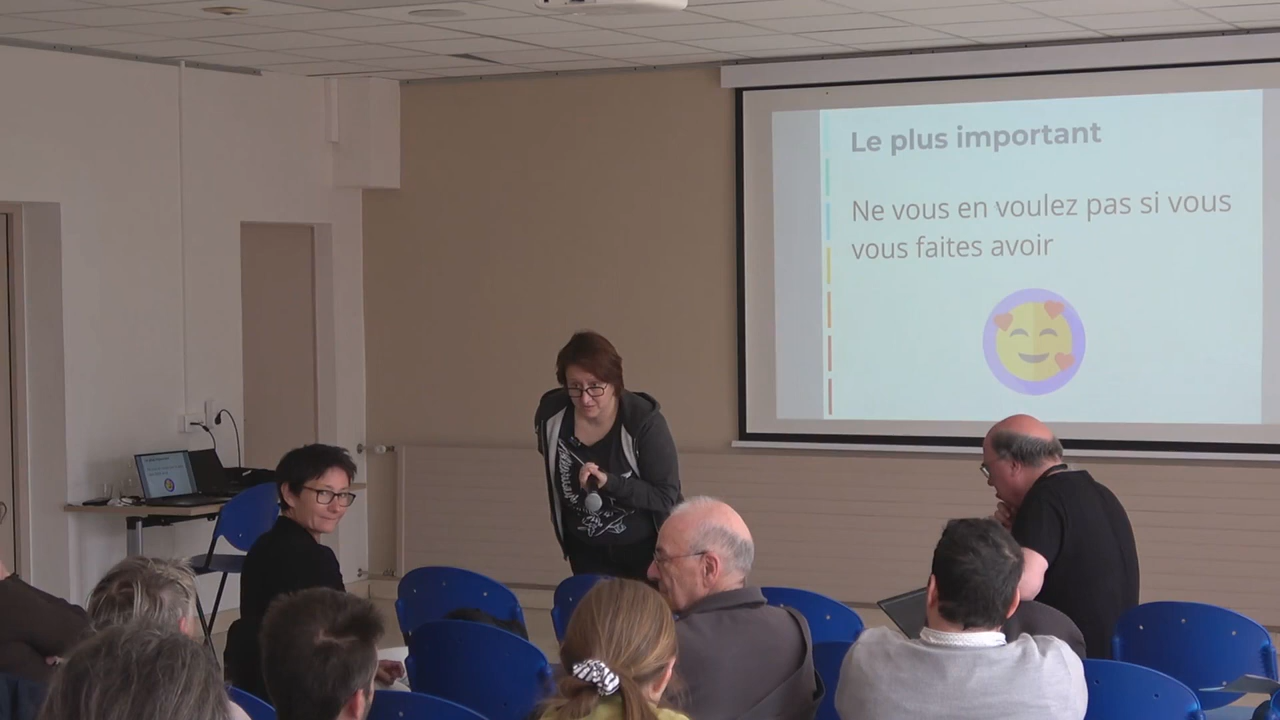 Le plus important
Ne vous en voulez pas si vous
vous faites avoir